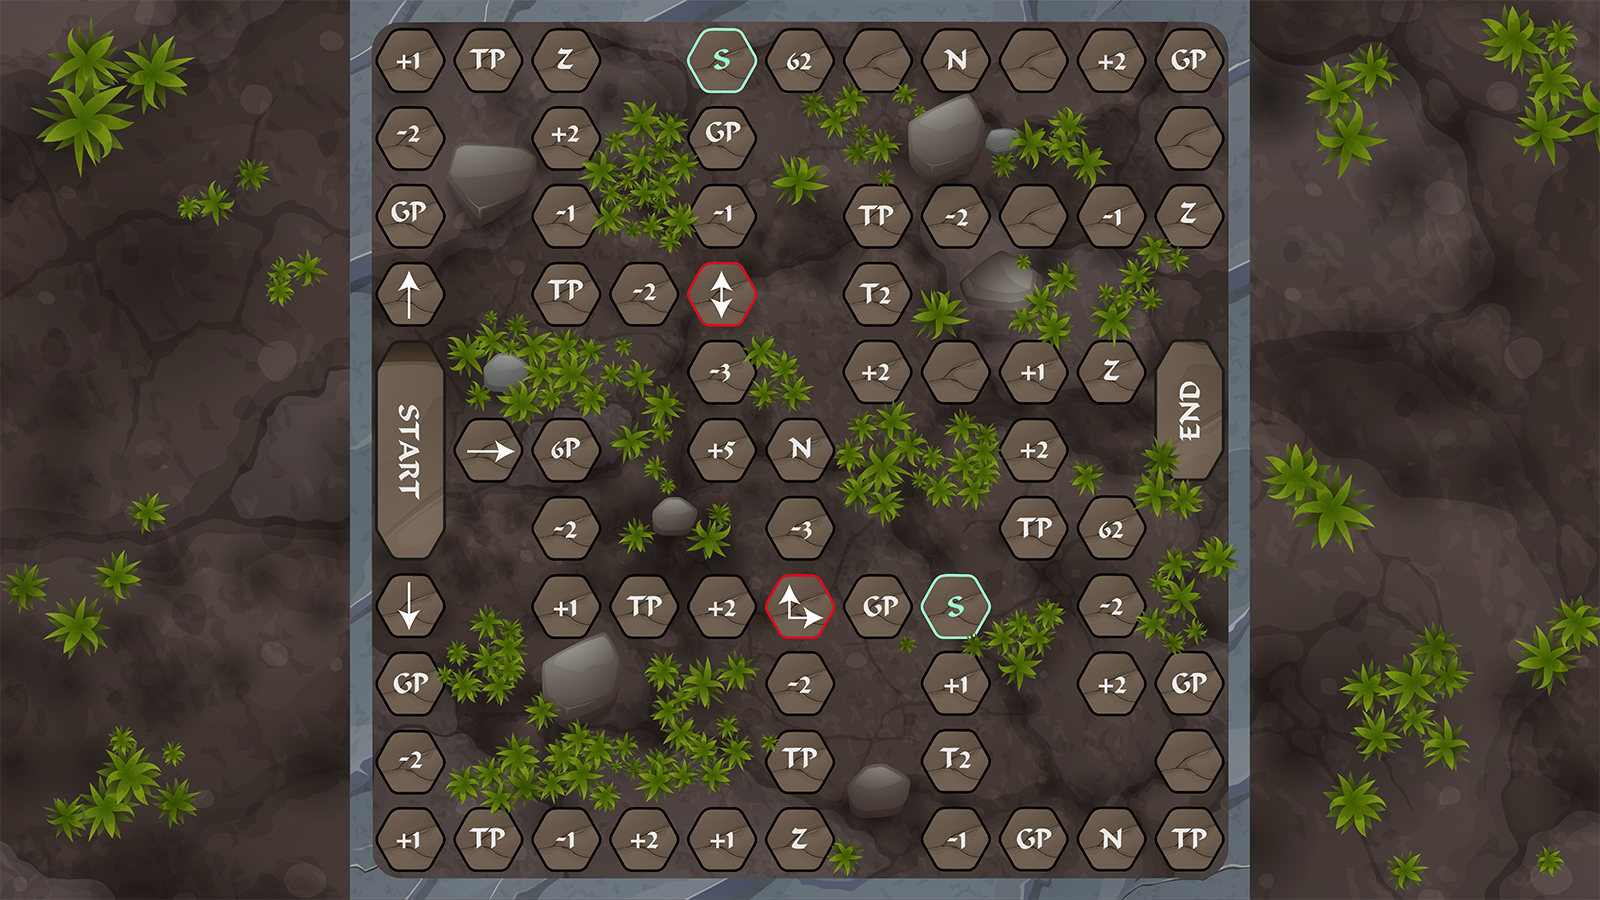 +1 TP Z S 62 N +2 GP
-2 +2 GP
GP -1 -1 TP -2 -1 Z
TP -2 T2
-3 +2 +1 Z
START
END
6P +5 N +2
-2 -3 TP 62
+1 TP +2 GP S -2
GP -2 +1 +2 GP
-2 TP T2
+1 TP -1 +2 +1 Z -1 GP N TP